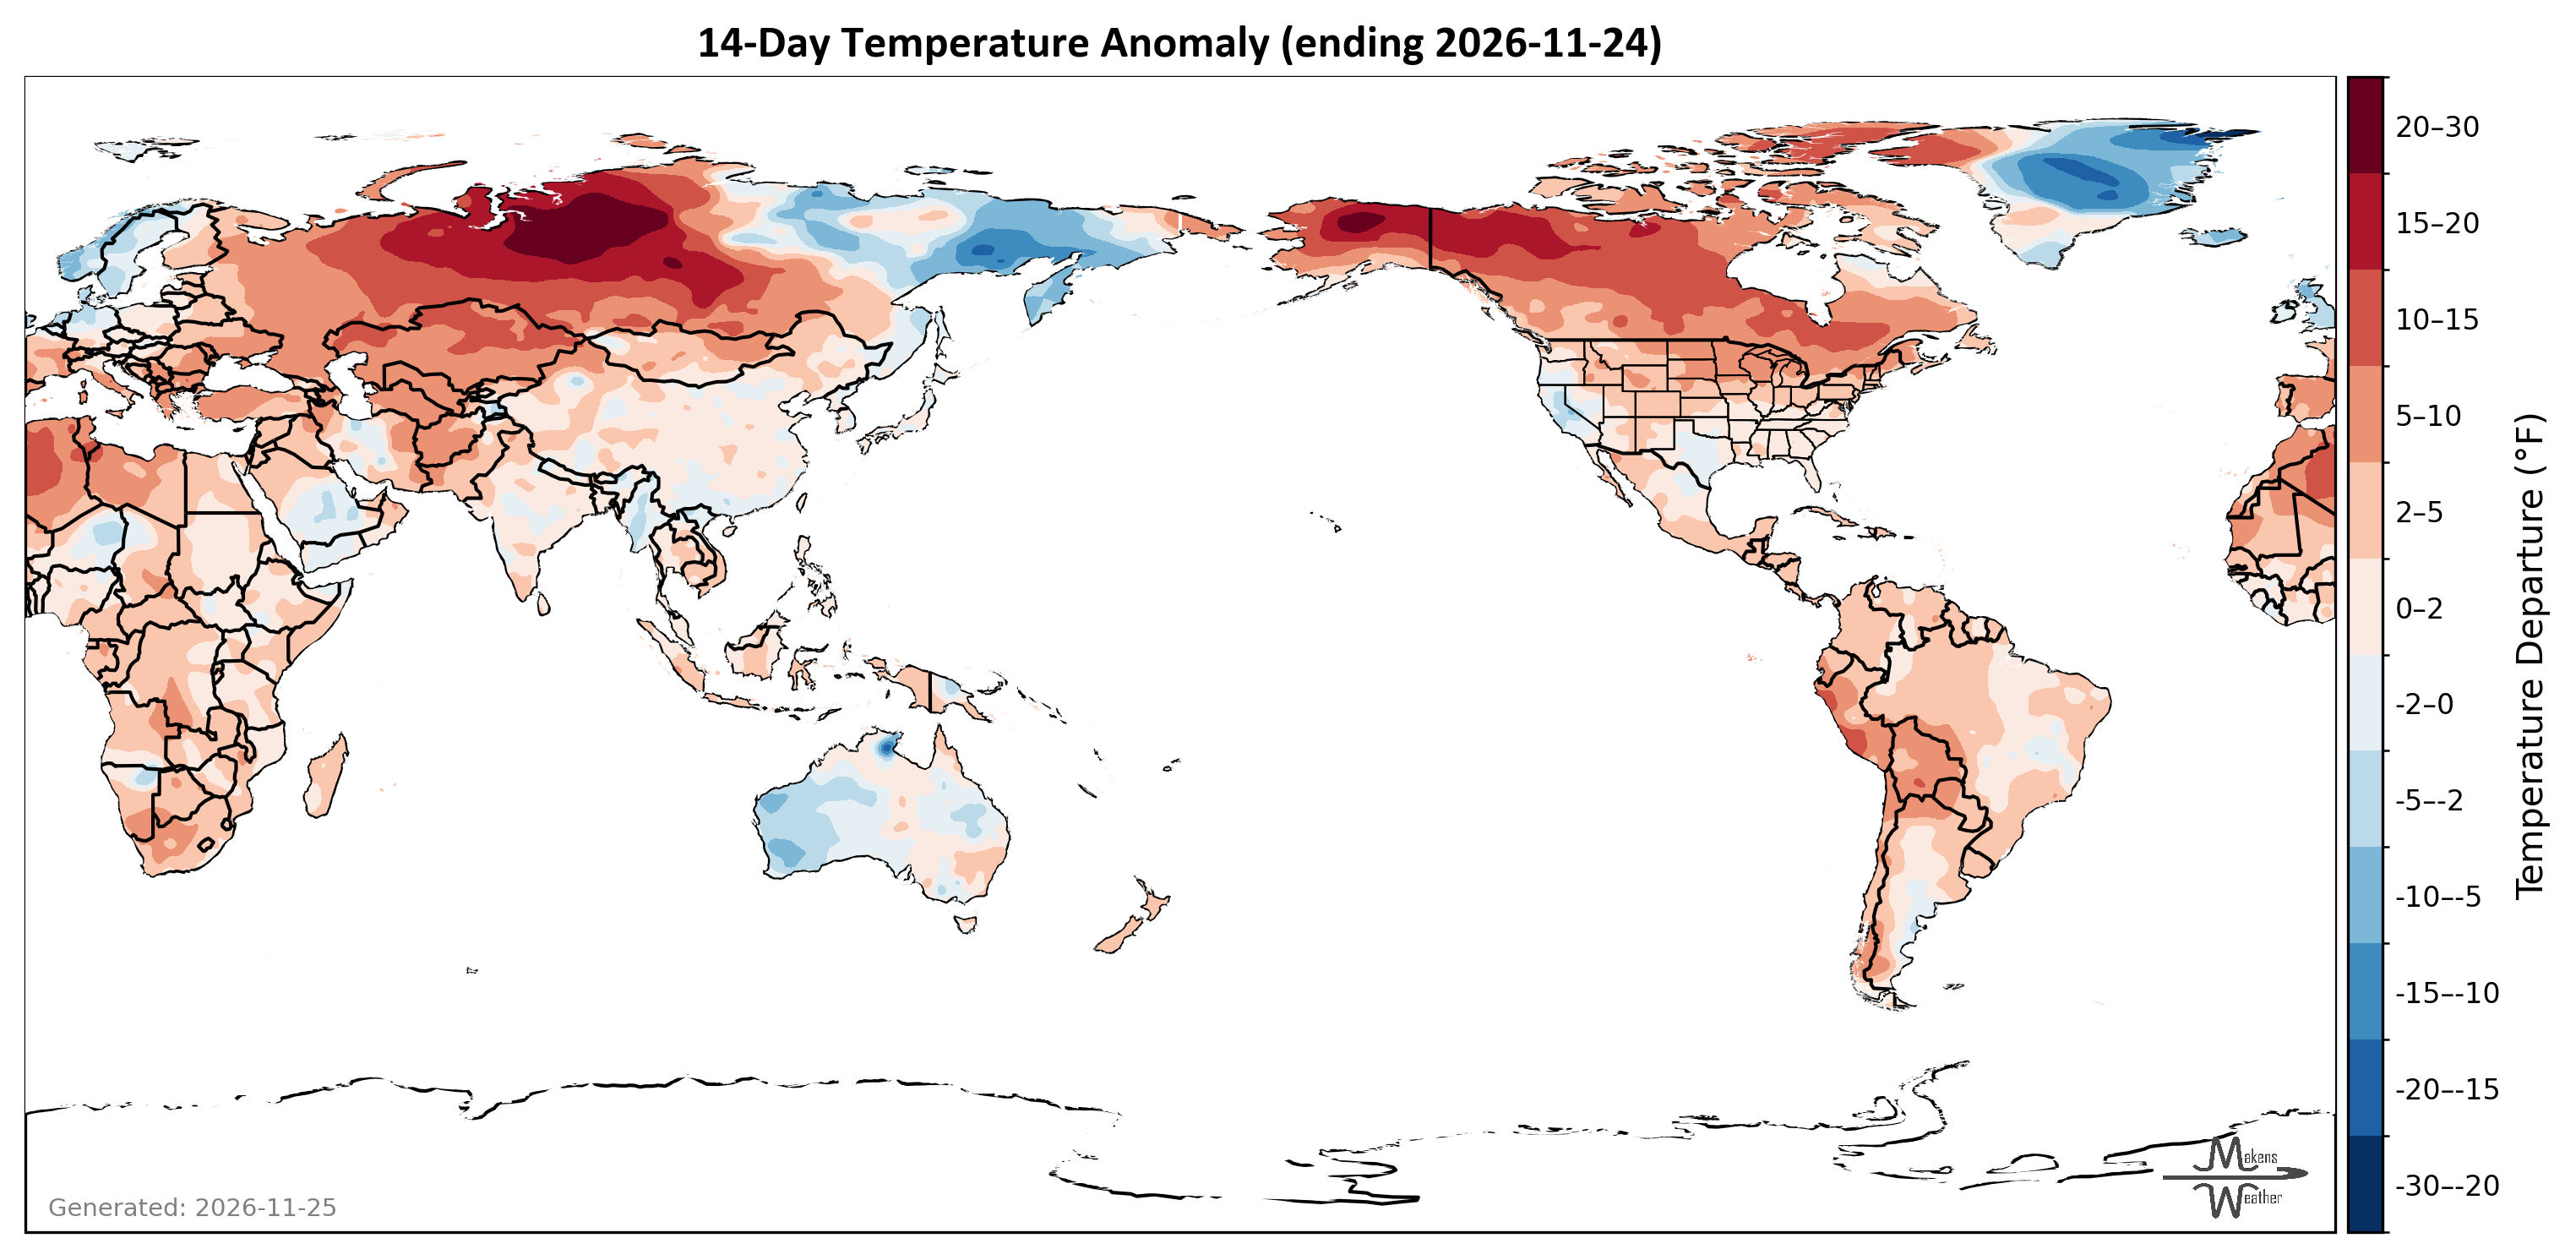 14-Day Temperature Anomaly (ending 2026-11-24)
20–30
15–20
10–15
5–10
2–5
0–2
-2–0
-5–-2
-10–-5
-15–-10
-20–-15
-30–-20
Temperature Departure (°F)
Generated: 2026-11-25
Makens
Weather